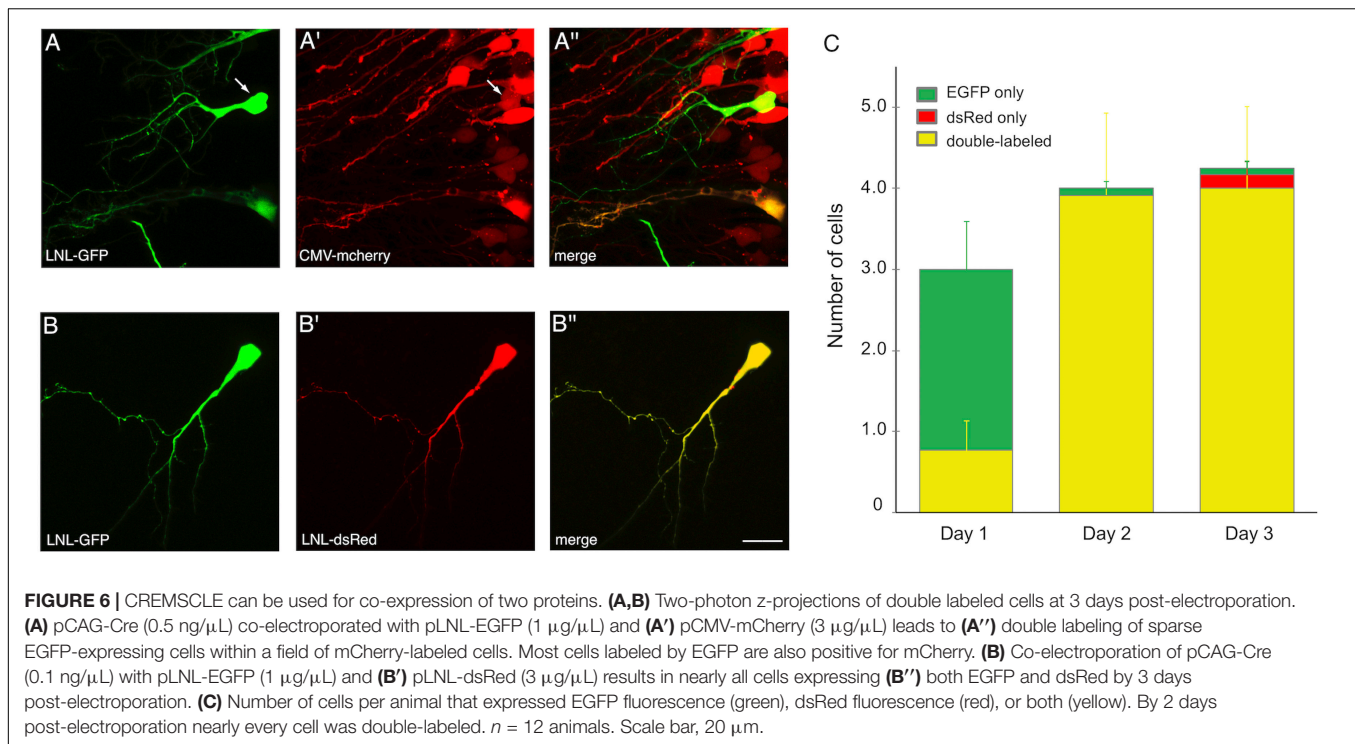 A
A'
A"
LNL-GFP
CMV-mcherry
merge
B
B'
B"
LNL-GFP
LNL-dsRed
merge
C
EGFP only
dsRed only
double-labeled
Number of cells
5.0
4.0
3.0
2.0
1.0
0
Day 1
Day 2
Day 3
FIGURE 6 | CREMSCLE can be used for co-expression of two proteins. (A,B) Two-photon z-projections of double labeled cells at 3 days post-electroporation.
(A) pCAG-Cre (0.5 ng/μL) co-electroporated with pLNL-EGFP (1 μg/μL) and (A′) pCMV-mCherry (3 μg/μL) leads to (A′′) double labeling of sparse
EGFP-expressing cells within a field of mCherry-labeled cells. Most cells labeled by EGFP are also positive for mCherry. (B) Co-electroporation of pCAG-Cre
(0.1 ng/μL) with pLNL-EGFP (1 μg/μL) and (B′) pLNL-dsRed (3 μg/μL) results in nearly all cells expressing (B′′) both EGFP and dsRed by 3 days
post-electroporation. (C) Number of cells per animal that expressed EGFP fluorescence (green), dsRed fluorescence (red), or both (yellow). By 2 days
post-electroporation nearly every cell was double-labeled. n = 12 animals. Scale bar, 20 μm.